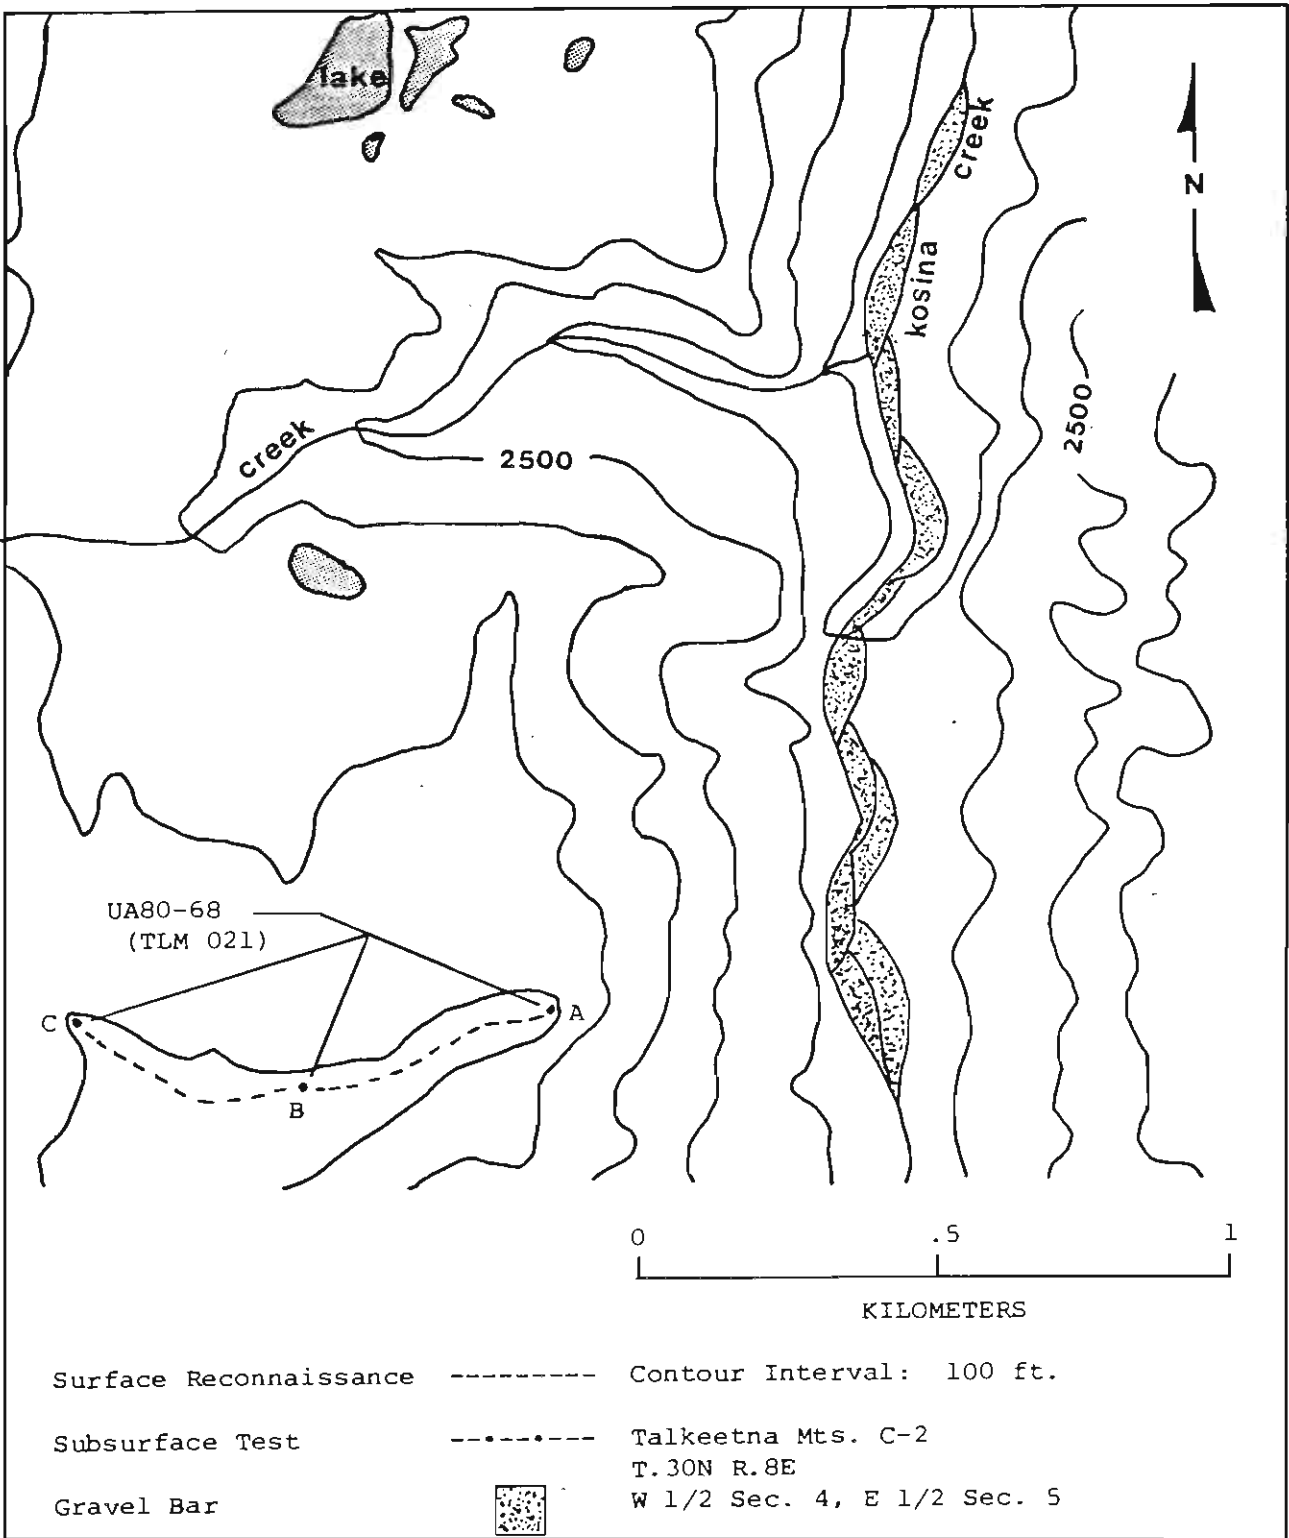 lake
creek
N
kosina
2500
creek
2500
UA80-68
(TLM 021)
C
A
B
0 .5 1
KILOMETERS
Surface Reconnaissance
Contour Interval: 100 ft.
Subsurface Test
Talkeetna Mts. C-2
T.30N R.8E
Gravel Bar
W 1/2 Sec. 4, E 1/2 Sec. 5